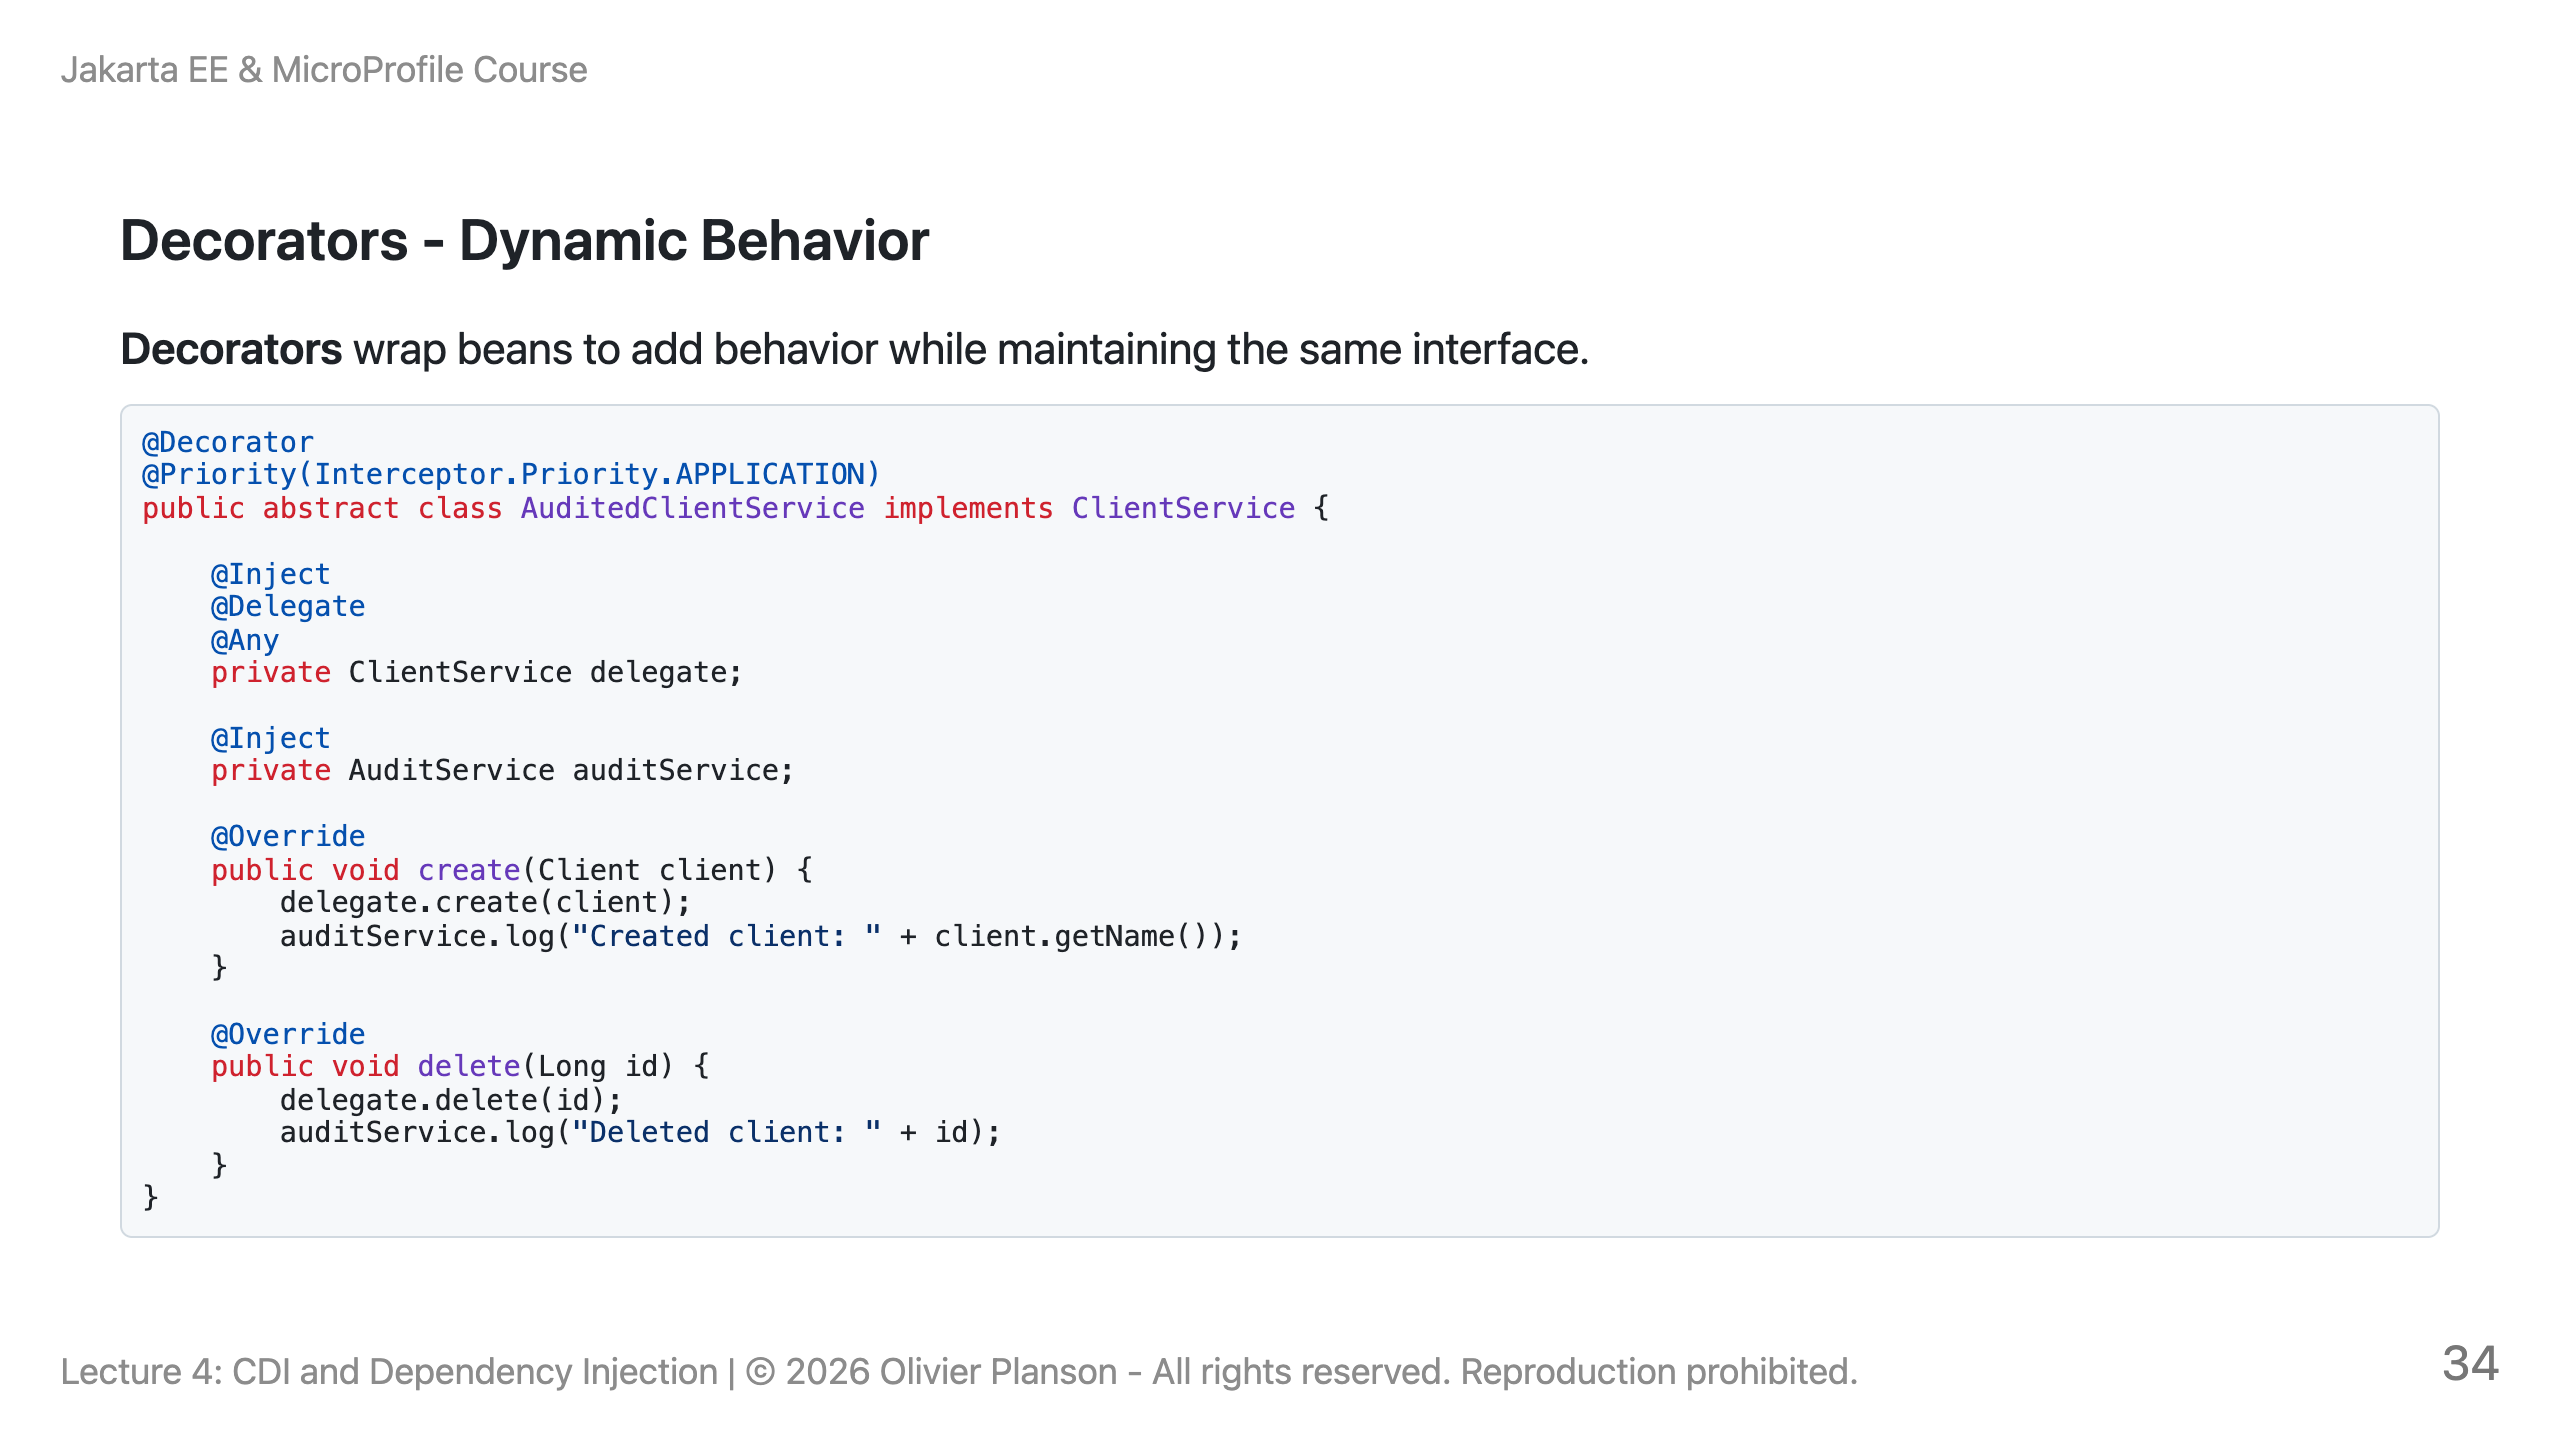 Jakarta EE & MicroProfile Course
Decorators - Dynamic Behavior
Decorators wrap beans to add behavior while maintaining the same interface.
@Decorator
@Priority(Interceptor.Priority.APPLICATION)
public abstract class AuditedClientService implements ClientService {
    @Inject
    @Delegate
    @Any
    private ClientService delegate;
    @Inject
    private AuditService auditService;
    @Override
    public void create(Client client) {
        delegate.create(client);
        auditService.log("Created client: " + client.getName());
    }
    @Override
    public void delete(Long id) {
        delegate.delete(id);
        auditService.log("Deleted client: " + id);
    }
}
Lecture 4: CDI and Dependency Injection | © 2026 Olivier Planson - All rights reserved. Reproduction prohibited.
34